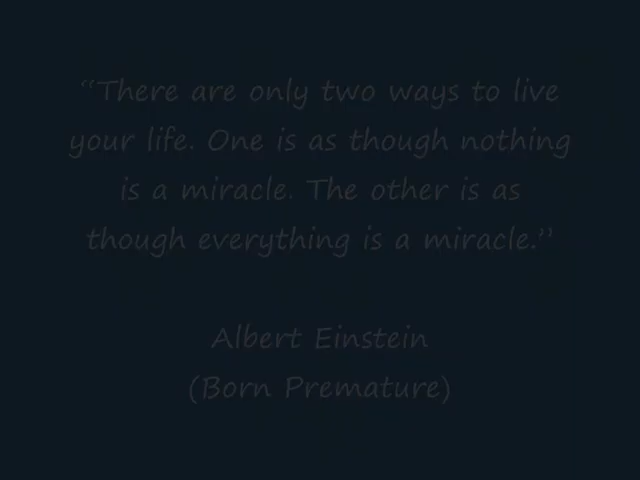 “There are only two ways to live
your life. One is as though nothing
is a miracle. The other is as
though everything is a miracle.”
Albert Einstein
(Born Premature)